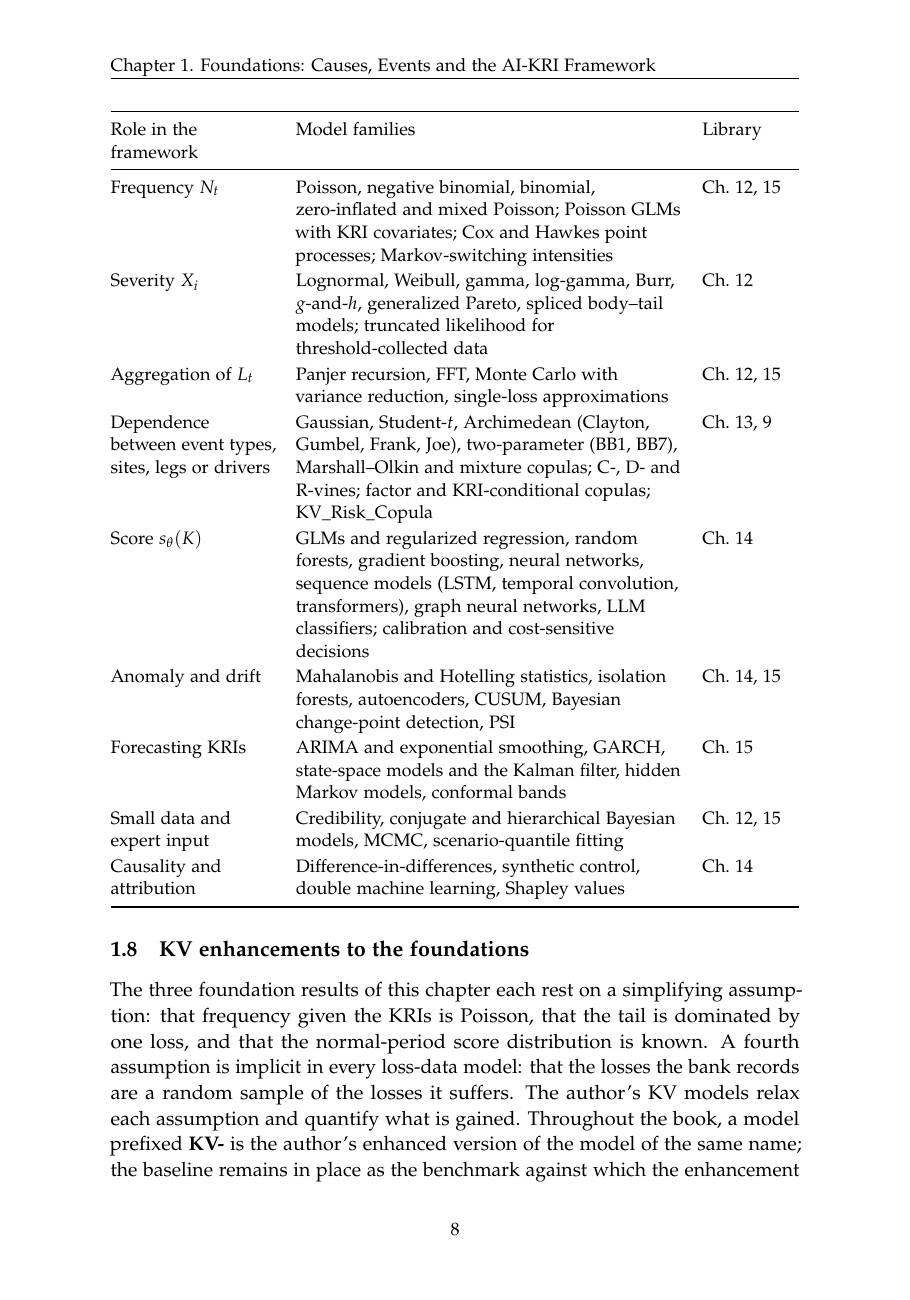 Chapter 1. Foundations: Causes, Events and the AI-KRI Framework
Role in the framework
Model families
Library
Frequency Nt
Poisson, negative binomial, binomial,
zero-inflated and mixed Poisson; Poisson GLMs
with KRI covariates; Cox and Hawkes point
processes; Markov-switching intensities
Ch. 12, 15
Severity Xi
Lognormal, Weibull, gamma, log-gamma, Burr,
g-and-h, generalized Pareto, spliced body–tail
models; truncated likelihood for
threshold-collected data
Ch. 12
Aggregation of Lt
Panjer recursion, FFT, Monte Carlo with
variance reduction, single-loss approximations
Ch. 12, 15
Dependence
between event types,
sites, legs or drivers
Gaussian, Student-t, Archimedean (Clayton,
Gumbel, Frank, Joe), two-parameter (BB1, BB7),
Marshall–Olkin and mixture copulas; C-, D- and
R-vines; factor and KRI-conditional copulas;
KV_Risk_Copula
Ch. 13, 9
Score sθ(K)
GLMs and regularized regression, random
forests, gradient boosting, neural networks,
sequence models (LSTM, temporal convolution,
transformers), graph neural networks, LLM
classifiers; calibration and cost-sensitive
decisions
Ch. 14
Anomaly and drift
Mahalanobis and Hotelling statistics, isolation
forests, autoencoders, CUSUM, Bayesian
change-point detection, PSI
Ch. 14, 15
Forecasting KRIs
ARIMA and exponential smoothing, GARCH,
state-space models and the Kalman filter, hidden
Markov models, conformal bands
Ch. 15
Small data and
expert input
Credibility, conjugate and hierarchical Bayesian
models, MCMC, scenario-quantile fitting
Ch. 12, 15
Causality and
attribution
Difference-in-differences, synthetic control,
double machine learning, Shapley values
Ch. 14
1.8 KV enhancements to the foundations
The three foundation results of this chapter each rest on a simplifying assump-
tion: that frequency given the KRIs is Poisson, that the tail is dominated by
one loss, and that the normal-period score distribution is known. A fourth
assumption is implicit in every loss-data model: that the losses the bank records
are a random sample of the losses it suffers. The author's KV models relax
each assumption and quantify what is gained. Throughout the book, a model
prefixed KV- is the author's enhanced version of the model of the same name;
the baseline remains in place as the benchmark against which the enhancement
8